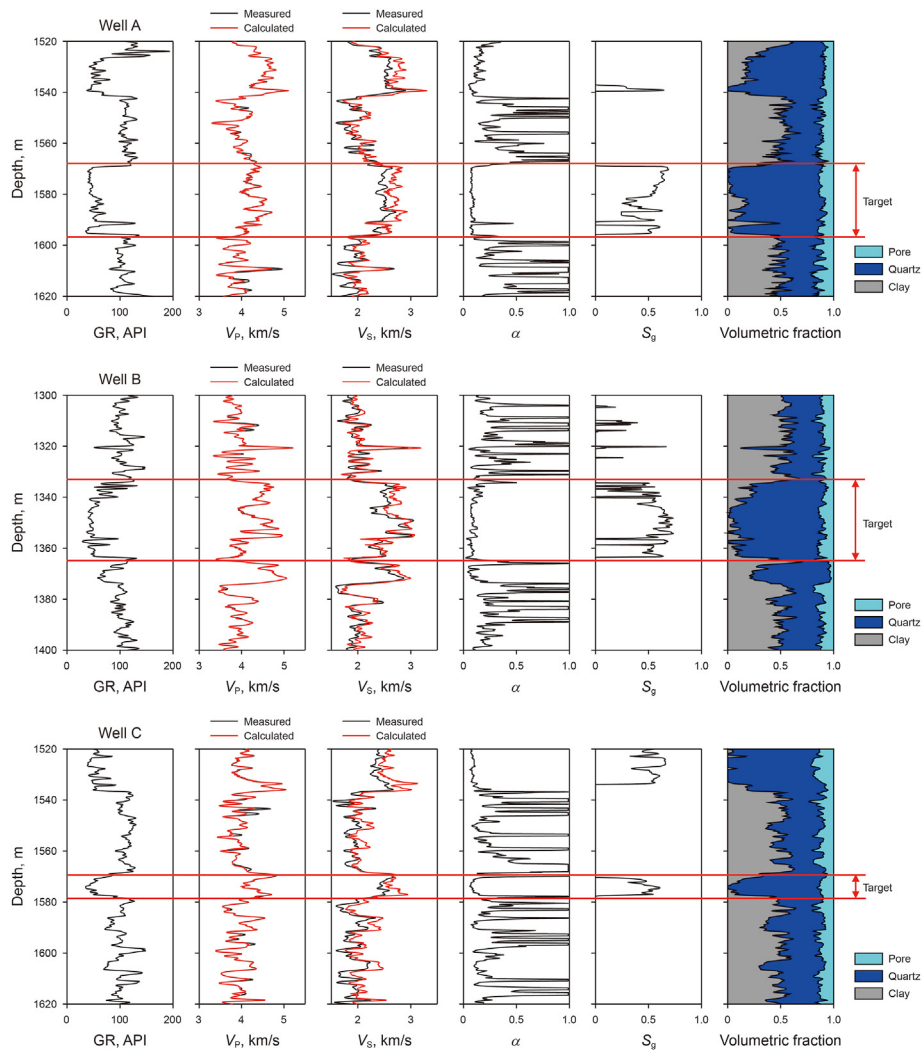 Well A
Measured
Calculated
Measured
Calculated
Depth, m
1520
1540
1560
1580
1600
1620
Target
Pore
Quartz
Clay
0 100 200
3 4 5
2 3
0 0.5 1.0
0 0.5 1.0
0 0.5 1.0
GR, API
VP, km/s
VS, km/s
α
Sg
Volumetric fraction
Well B
Measured
Calculated
Measured
Calculated
Depth, m
1300
1320
1340
1360
1380
1400
Target
Pore
Quartz
Clay
0 100 200
3 4 5
2 3
0 0.5 1.0
0 0.5 1.0
0 0.5 1.0
GR, API
VP, km/s
VS, km/s
α
Sg
Volumetric fraction
Well C
Measured
Calculated
Measured
Calculated
Depth, m
1520
1540
1560
1580
1600
1620
Target
Pore
Quartz
Clay
0 100 200
3 4 5
2 3
0 0.5 1.0
0 0.5 1.0
0 0.5 1.0
GR, API
VP, km/s
VS, km/s
α
Sg
Volumetric fraction